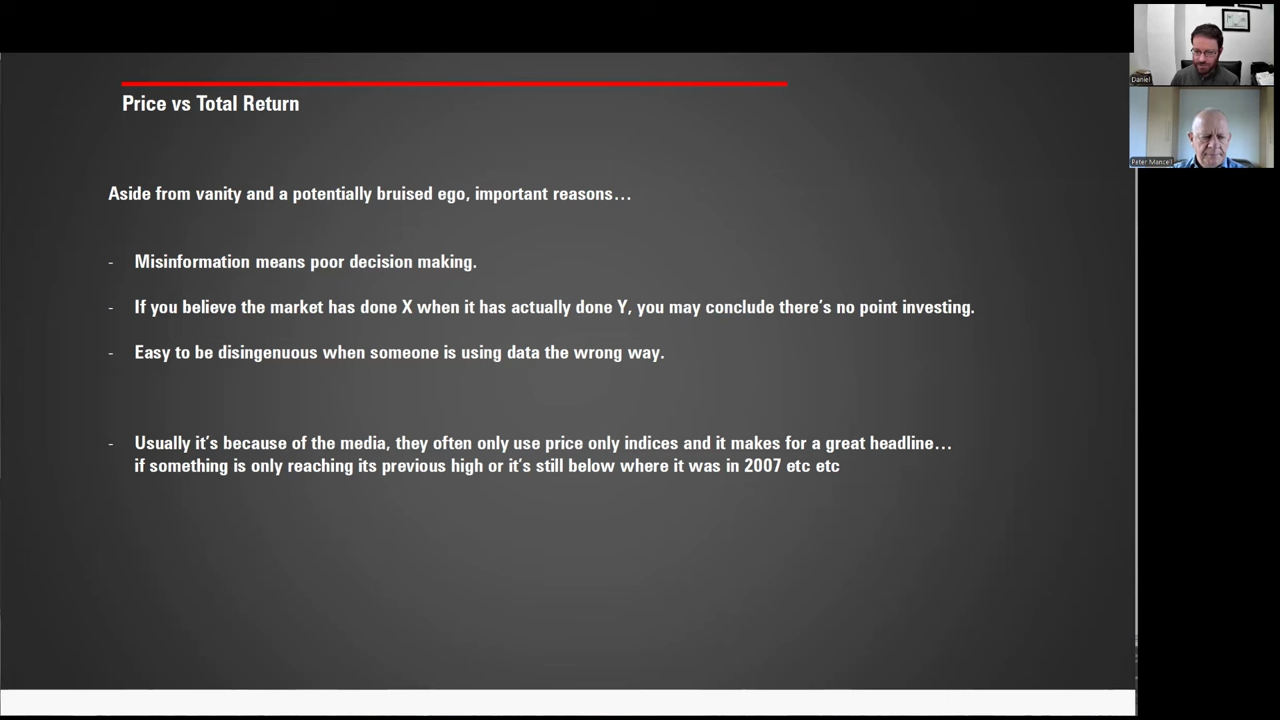 Price vs Total Return
Aside from vanity and a potentially bruised ego, important reasons…
- Misinformation means poor decision making.
- If you believe the market has done X when it has actually done Y, you may conclude there's no point investing.
- Easy to be disingenuous when someone is using data the wrong way.
- Usually it's because of the media, they often only use price only indices and it makes for a great headline…
if something is only reaching its previous high or it's still below where it was in 2007 etc etc
Daniel
Peter Mancell